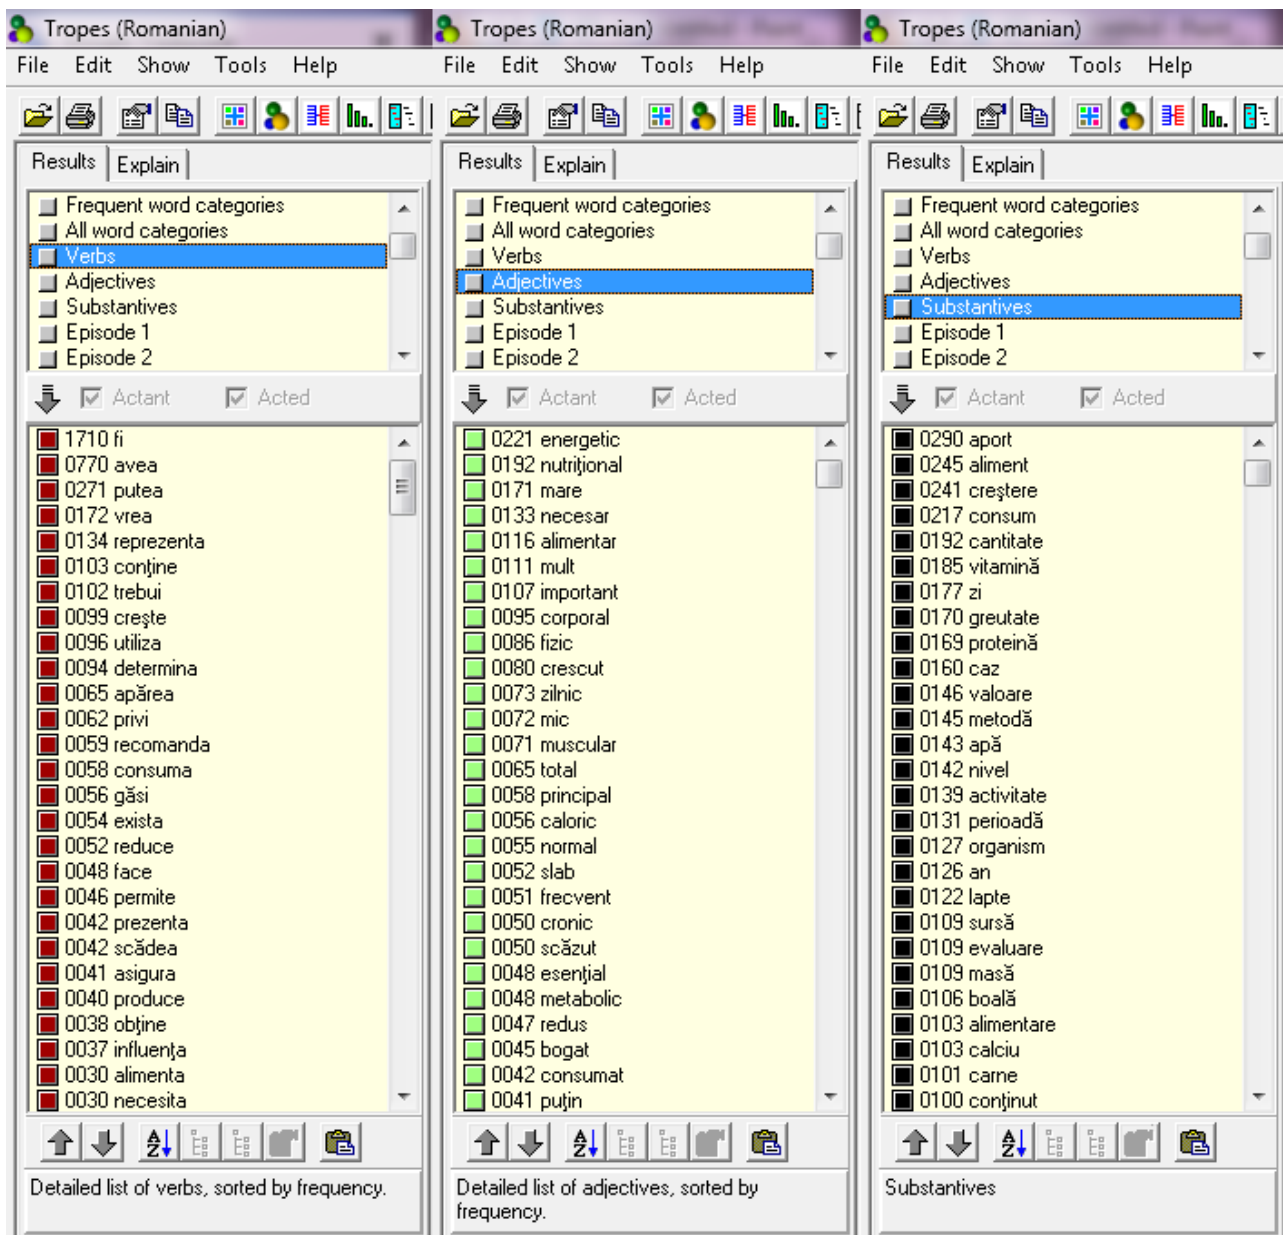 Tropes (Romanian)
File Edit Show Tools Help
Results Explain
Frequent word categories
All word categories
Verbs
Adjectives
Substantives
Episode 1
Episode 2
Actant Acted
1710 fi
0770 avea
0271 putea
0172 vrea
0134 reprezenta
0103 conţine
0102 trebui
0099 creşte
0096 utiliza
0094 determina
0065 apărea
0062 privi
0059 recomanda
0058 consuma
0056 găsi
0054 exista
0052 reduce
0048 face
0046 permite
0042 prezenta
0042 scădea
0041 asigura
0040 produce
0038 obţine
0037 influenţa
0030 alimenta
0030 necesita
Detailed list of verbs, sorted by frequency.
Tropes (Romanian)
File Edit Show Tools Help
Results Explain
Frequent word categories
All word categories
Verbs
Adjectives
Substantives
Episode 1
Episode 2
Actant Acted
0221 energetic
0192 nutriţional
0171 mare
0133 necesar
0116 alimentar
0111 mult
0107 important
0095 corporal
0086 fizic
0080 crescut
0073 zilnic
0072 mic
0071 muscular
0065 total
0058 principal
0056 caloric
0055 normal
0052 slab
0051 frecvent
0050 cronic
0050 scăzut
0048 esenţial
0048 metabolic
0047 redus
0045 bogat
0042 consumat
0041 puţin
Detailed list of adjectives, sorted by
frequency.
Tropes (Romanian)
File Edit Show Tools Help
Results Explain
Frequent word categories
All word categories
Verbs
Adjectives
Substantives
Episode 1
Episode 2
Actant Acted
0290 aport
0245 aliment
0241 creştere
0217 consum
0192 cantitate
0185 vitamină
0177 zi
0170 greutate
0169 proteină
0160 caz
0146 valoare
0145 metodă
0143 apă
0142 nivel
0139 activitate
0131 perioadă
0127 organism
0126 an
0122 lapte
0109 sursă
0109 evaluare
0109 masă
0106 boală
0103 alimentare
0103 calciu
0101 carne
0100 conţinut
Substantives